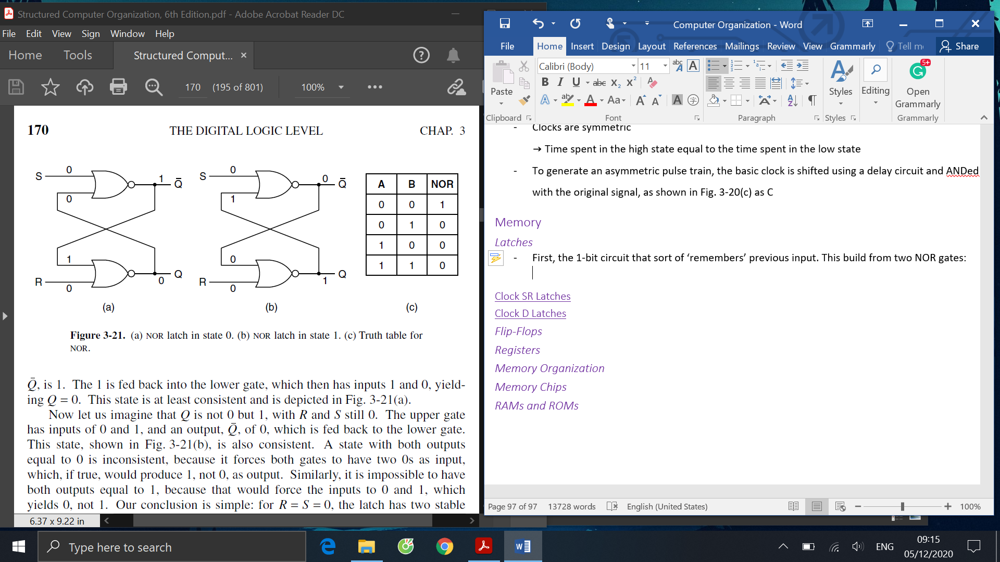 Structured Computer Organization, 6th Edition.pdf - Adobe Acrobat Reader DC
File Edit View Sign Window Help
Home Tools Structured Comput... ×
170 (195 of 801) 100%
170 THE DIGITAL LOGIC LEVEL CHAP. 3
S 0 1 Q̄ 0
1 R 0 0 Q
(a)
S 0 0 Q̄ 1
0 R 0 1 Q
(b)
A B NOR
0 0 1
0 1 0
1 0 0
1 1 0
(c)
Figure 3-21. (a) NOR latch in state 0. (b) NOR latch in state 1. (c) Truth table for
NOR.
Q̄, is 1. The 1 is fed back into the lower gate, which then has inputs 1 and 0, yield-
ing Q = 0. This state is at least consistent and is depicted in Fig. 3-21(a).
Now let us imagine that Q is not 0 but 1, with R and S still 0. The upper gate
has inputs of 0 and 1, and an output, Q̄, of 0, which is fed back to the lower gate.
This state, shown in Fig. 3-21(b), is also consistent. A state with both outputs
equal to 0 is inconsistent, because it forces both gates to have two 0s as input,
which, if true, would produce 1, not 0, as output. Similarly, it is impossible to have
both outputs equal to 1, because that would force the inputs to 0 and 1, which
yields 0, not 1. Our conclusion is simple: for R = S = 0, the latch has two stable
6.37 x 9.22 in
Computer Organization - Word
File Home Insert Design Layout References Mailings Review View Grammarly Tell me Share
Calibri (Body) 11
Paste
Styles
Editing
5+
Open
Grammarly
Clipboard Font Paragraph Styles Grammarly
- Clocks are symmetric
→ Time spent in the high state equal to the time spent in the low state
- To generate an asymmetric pulse train, the basic clock is shifted using a delay circuit and ANDed
with the original signal, as shown in Fig. 3-20(c) as C
Memory
Latches
- First, the 1-bit circuit that sort of ‘remembers’ previous input. This build from two NOR gates:
Clock SR Latches
Clock D Latches
Flip-Flops
Registers
Memory Organization
Memory Chips
RAMs and ROMs
Page 97 of 97 13728 words English (United States) 100%
Type here to search
ENG
09:15
05/12/2020